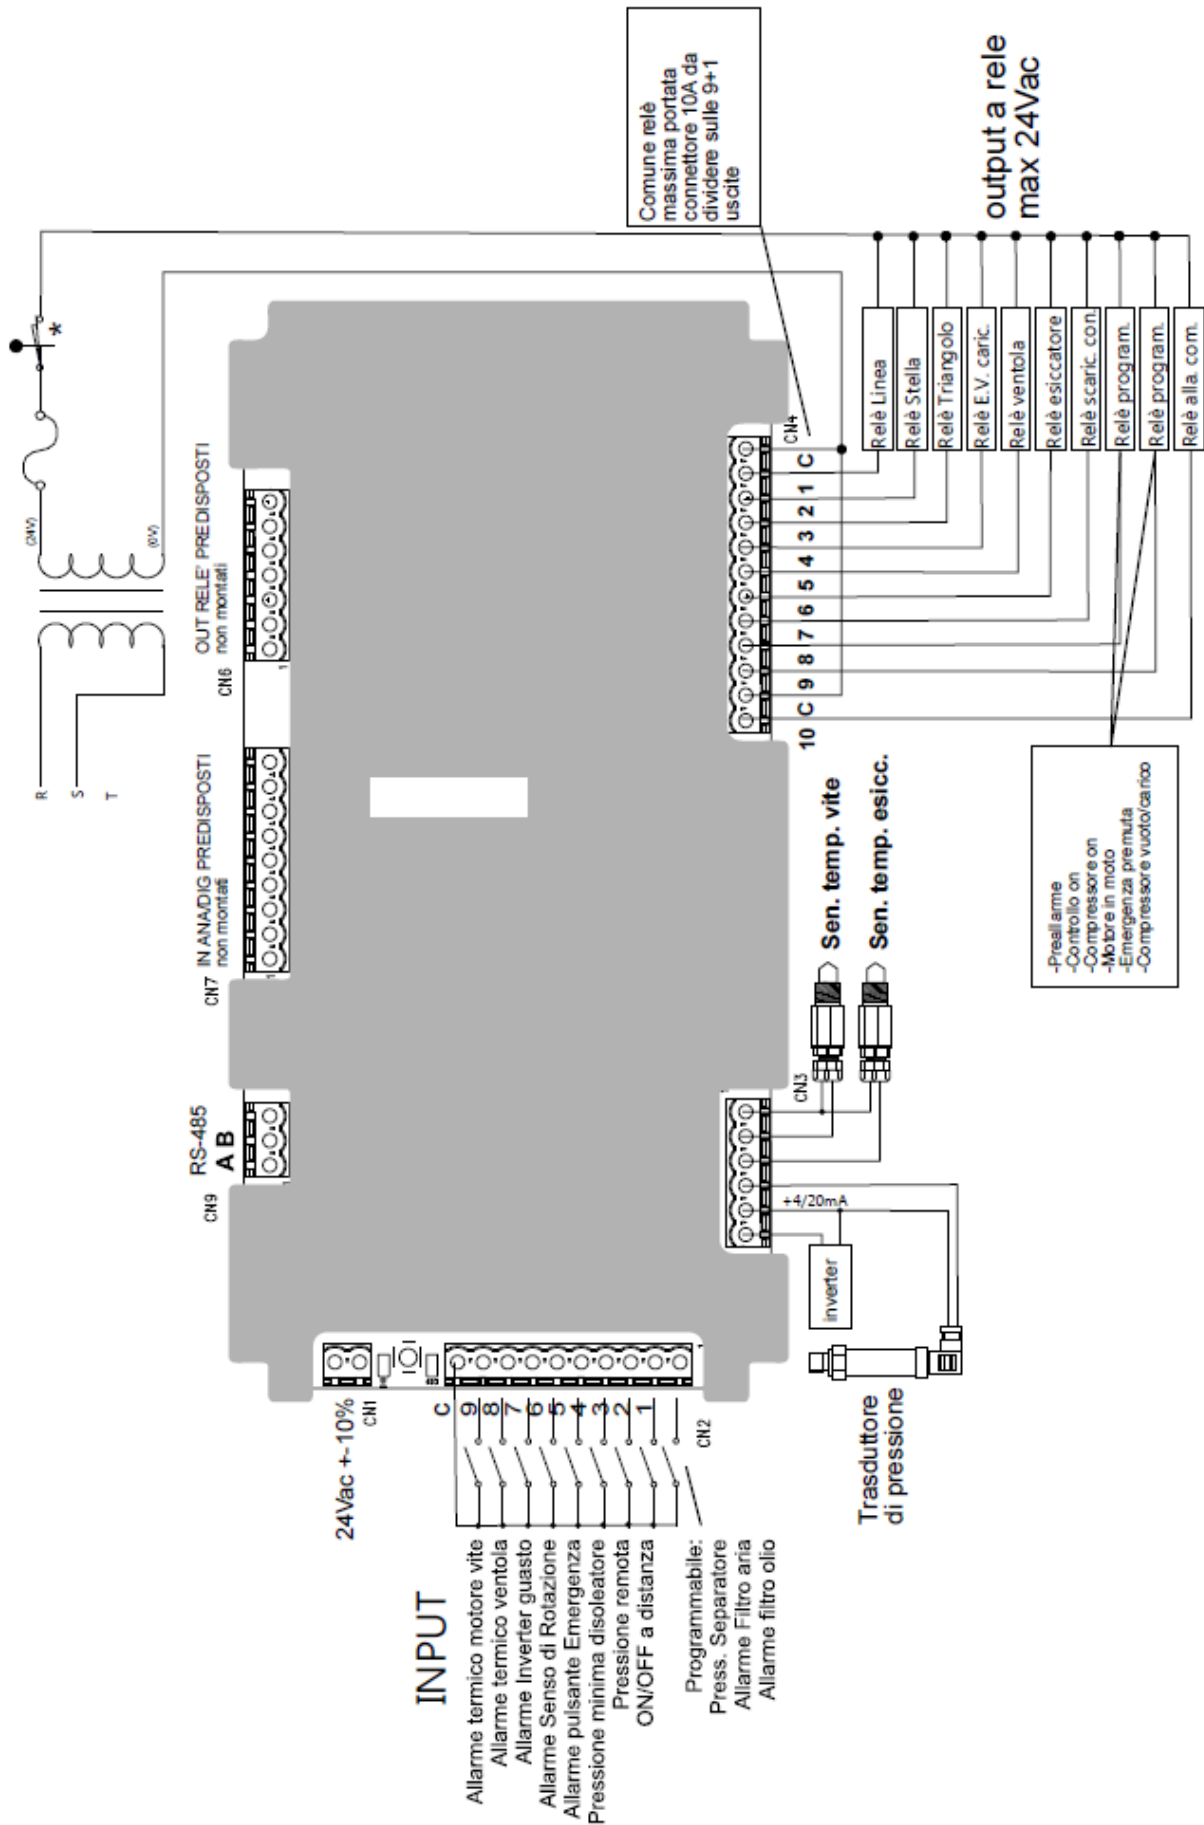 R
S
T
(24V)
(0V)
*
RS-485
A B
CN9
IN ANA/DIG PREDISPOSTI
non montati
CN7
1
OUT RELE' PREDISPOSTI
non montati
CN6
1
24Vac +-10%
CN1
INPUT
C
9
8
7
6
5
4
3
2
1
CN2
Allarme termico motore vite
Allarme termico ventola
Allarme Inverter guasto
Allarme Senso di Rotazione
Allarme pulsante Emergenza
Pressione minima disoleatore
Pressione remota
ON/OFF a distanza
Programmabile:
Press. Separatore
Allarme Filtro aria
Allarme filtro olio
Trasduttore
di pressione
inverter
+4/20mA
CN3
Sen. temp. vite
Sen. temp. esicc.
10 C 9 8 7 6 5 4 3 2 1 C
CN4
Comune relè
massima portata
connettore 10A da
dividere sulle 9+1
uscite
Relè Linea
Relè Stella
Relè Triangolo
Relè E.V. caric.
Relè ventola
Relè esiccatore
Relè scaric. con.
Relè program.
Relè program.
Relè alla. com.
output a rele
max 24Vac
-Preallarme
-Controllo on
-Compressore on
-Motore in moto
-Emergenza premuta
-Compressore vuoto/carico